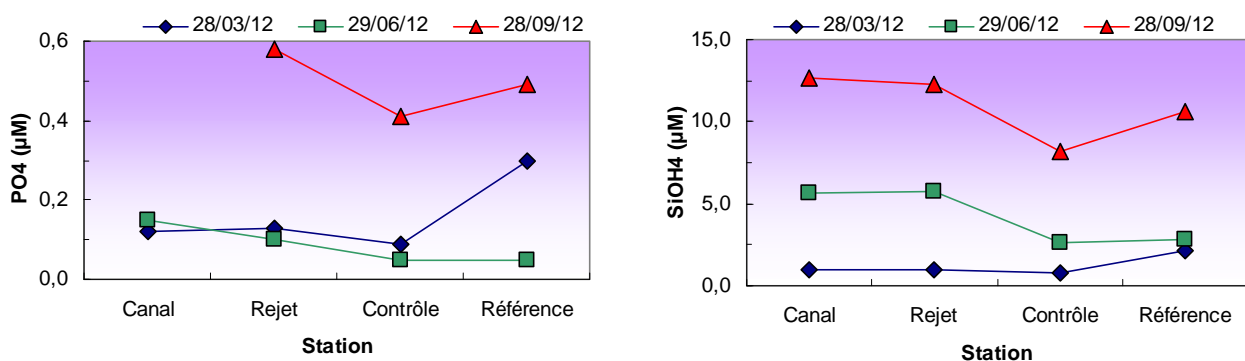 28/03/12 29/06/12 28/09/12
0,6
0,4
0,2
0,0
PO4 (µM)
Canal Rejet Contrôle Référence
Station
28/03/12 29/06/12 28/09/12
15,0
10,0
5,0
0,0
SiOH4 (µM)
Canal Rejet Contrôle Référence
Station